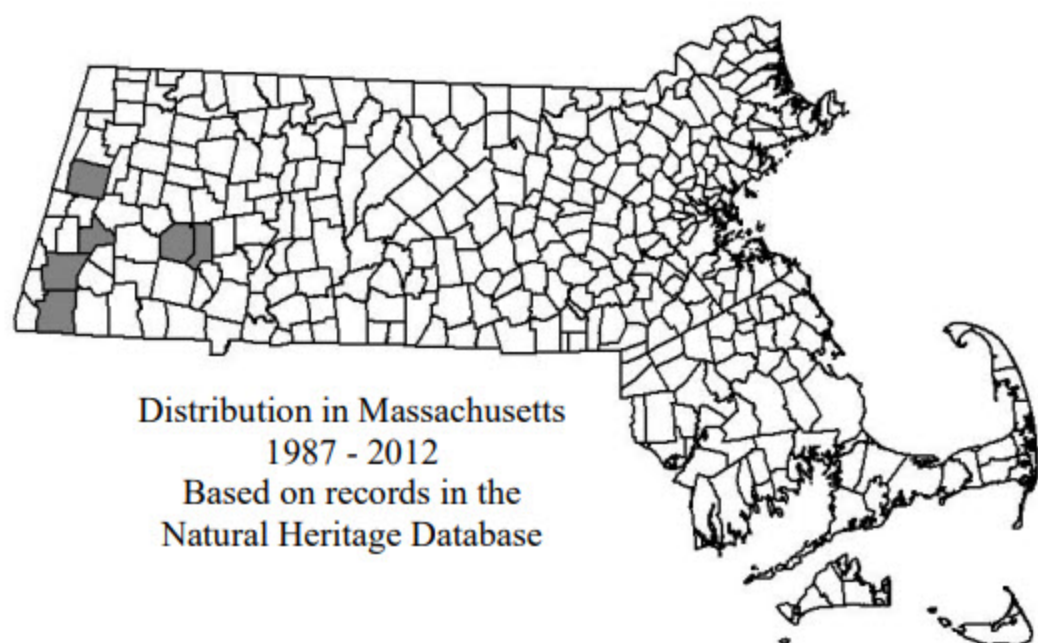 Distribution in Massachusetts
1987 - 2012
Based on records in the
Natural Heritage Database